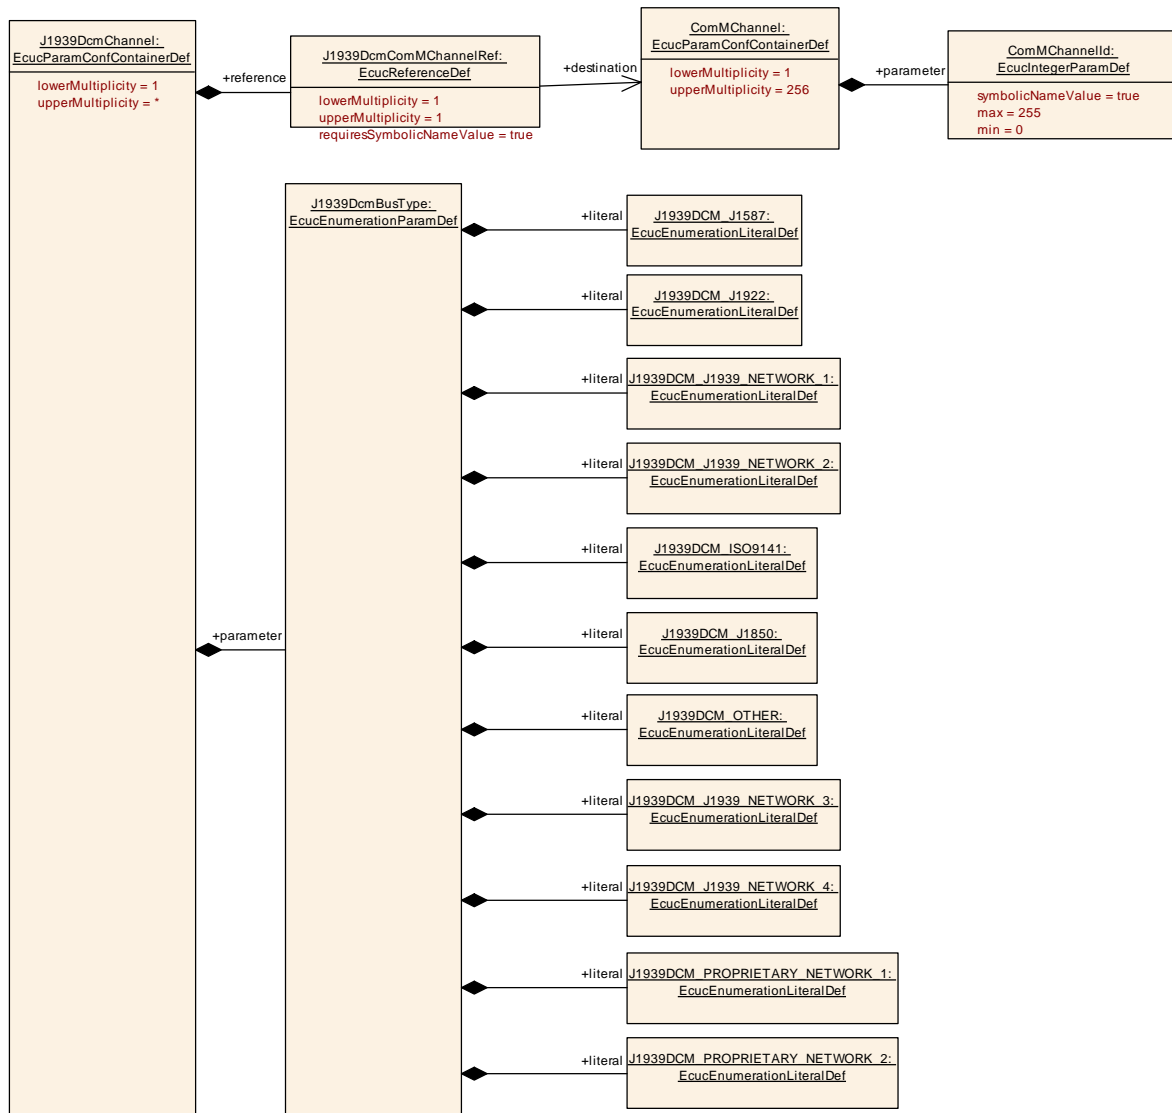 J1939DcmChannel:
EcucParamConfContainerDef
lowerMultiplicity = 1
upperMultiplicity = *
+reference
J1939DcmComMChannelRef:
EcucReferenceDef
lowerMultiplicity = 1
upperMultiplicity = 1
requiresSymbolicNameValue = true
+destination
ComMChannel:
EcucParamConfContainerDef
lowerMultiplicity = 1
upperMultiplicity = 256
+parameter
ComMChannelId:
EcucIntegerParamDef
symbolicNameValue = true
max = 255
min = 0
+parameter
J1939DcmBusType:
EcucEnumerationParamDef
+literal
J1939DCM_J1587:
EcucEnumerationLiteralDef
+literal
J1939DCM_J1922:
EcucEnumerationLiteralDef
+literal
J1939DCM_J1939_NETWORK_1:
EcucEnumerationLiteralDef
+literal
J1939DCM_J1939_NETWORK_2:
EcucEnumerationLiteralDef
+literal
J1939DCM_ISO9141:
EcucEnumerationLiteralDef
+literal
J1939DCM_J1850:
EcucEnumerationLiteralDef
+literal
J1939DCM_OTHER:
EcucEnumerationLiteralDef
+literal
J1939DCM_J1939_NETWORK_3:
EcucEnumerationLiteralDef
+literal
J1939DCM_J1939_NETWORK_4:
EcucEnumerationLiteralDef
+literal
J1939DCM_PROPRIETARY_NETWORK_1:
EcucEnumerationLiteralDef
+literal
J1939DCM_PROPRIETARY_NETWORK_2:
EcucEnumerationLiteralDef